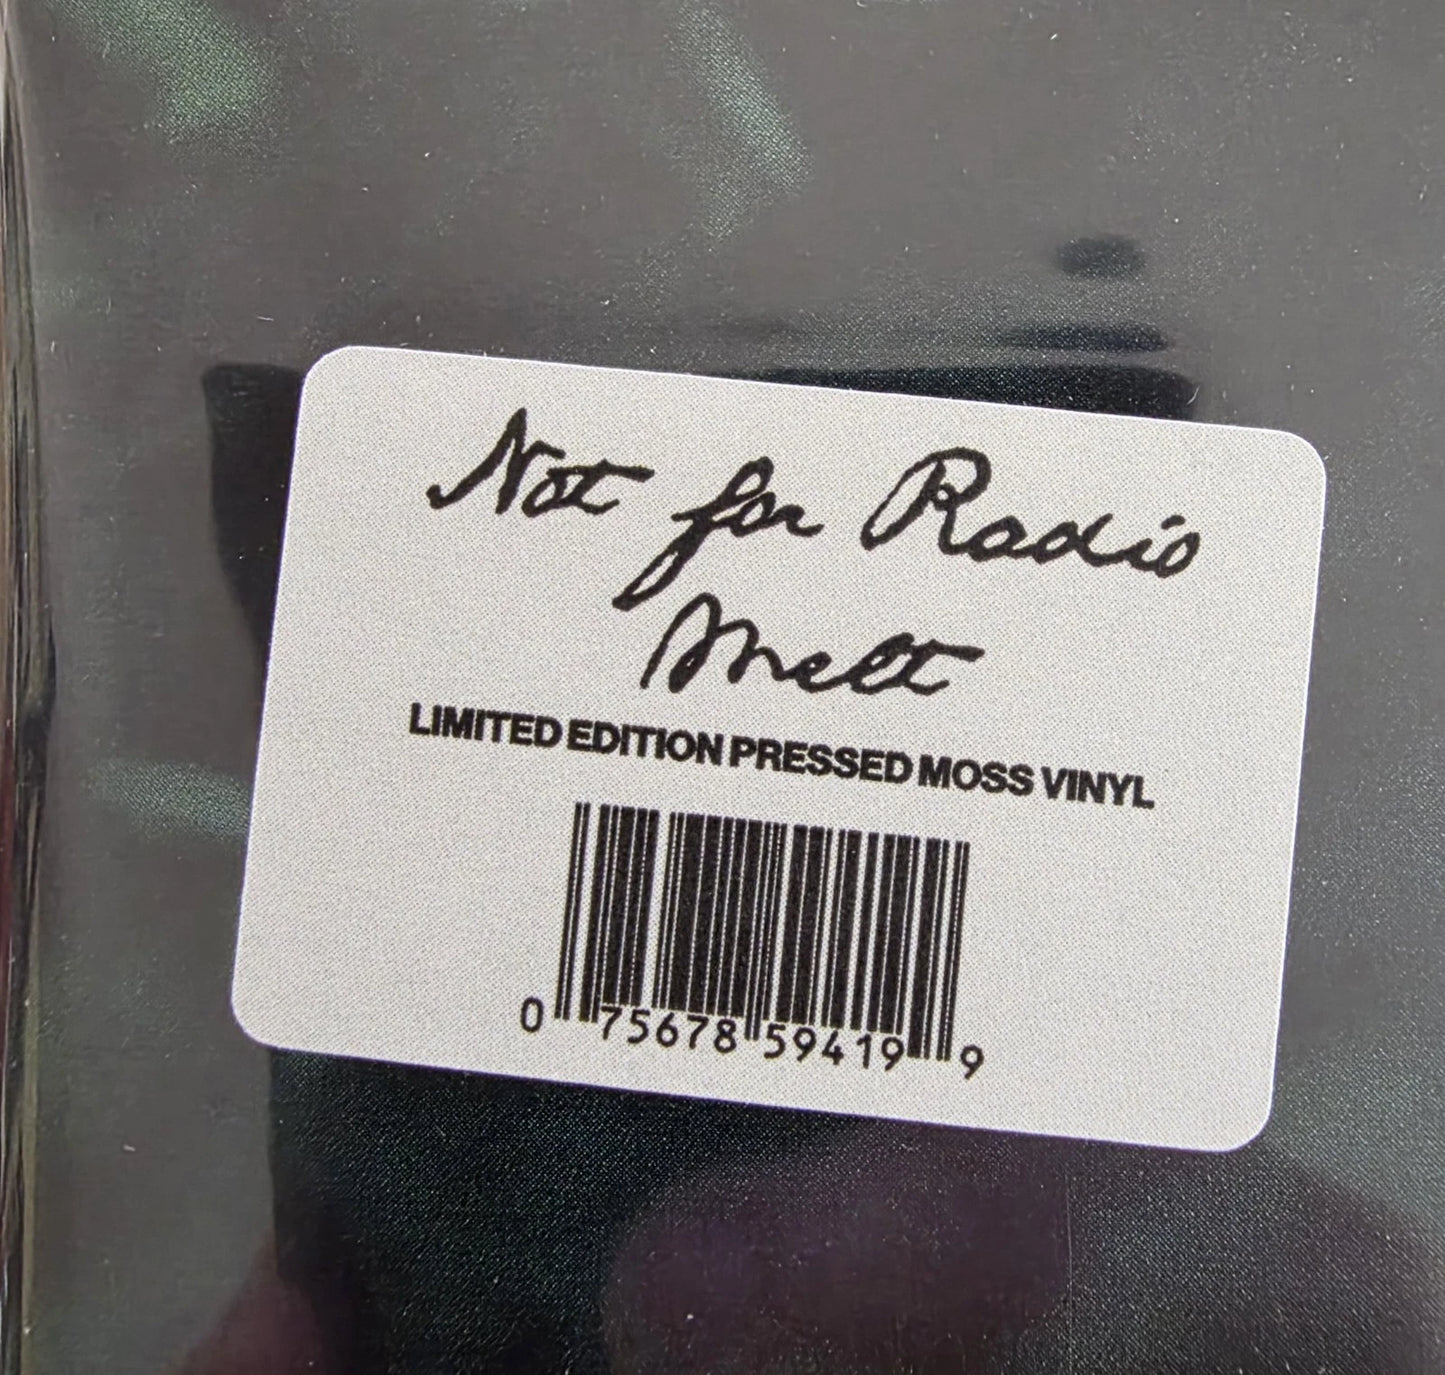 Not for Radio
Melt
LIMITED EDITION PRESSED MOSS VINYL
0 75678 59419 9